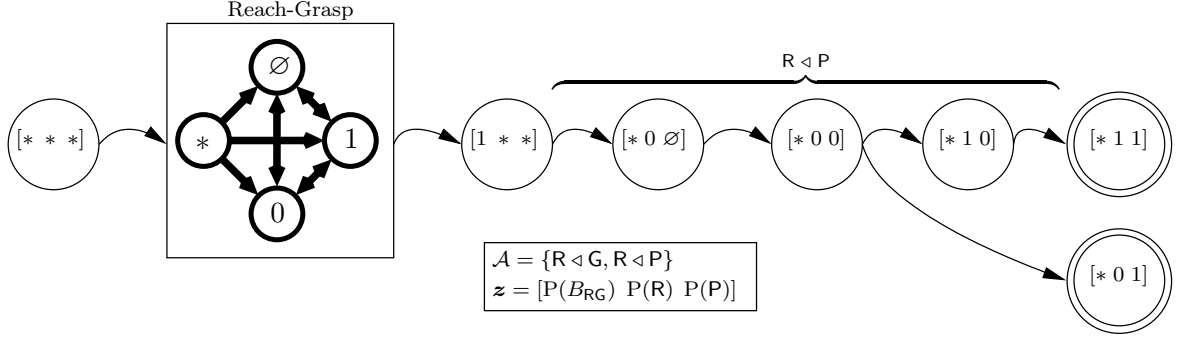 Reach-Grasp
R ◁ P
[∗ ∗ ∗]
∗
∅
1
0
[1 ∗ ∗]
[∗ 0 ∅]
[∗ 0 0]
[∗ 1 0]
[∗ 1 1]
[∗ 0 1]
𝒜 = {R ◁ G, R ◁ P}
z = [P(B_RG) P(R) P(P)]